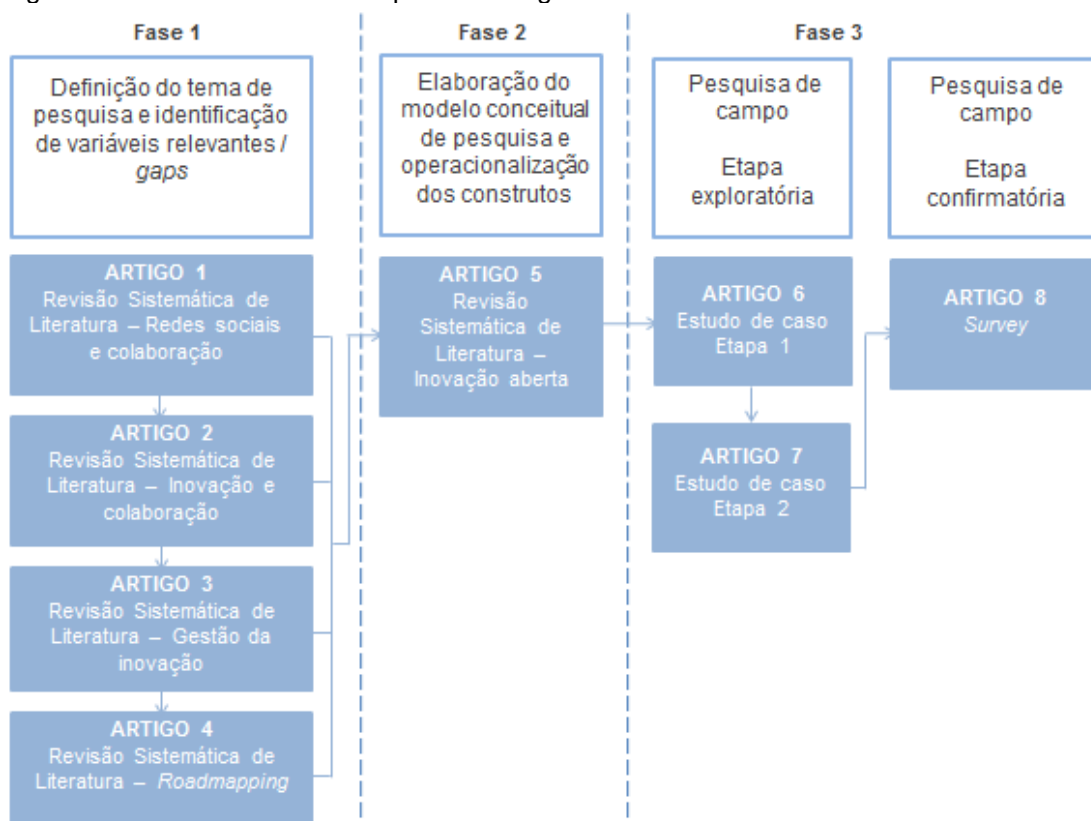 Fase 1
Definição do tema de
pesquisa e identificação
de variáveis relevantes /
gaps
ARTIGO 1
Revisão Sistemática de
Literatura – Redes sociais
e colaboração
ARTIGO 2
Revisão Sistemática de
Literatura – Inovação e
colaboração
ARTIGO 3
Revisão Sistemática de
Literatura – Gestão da
inovação
ARTIGO 4
Revisão Sistemática de
Literatura – Roadmapping
Fase 2
Elaboração do
modelo conceitual
de pesquisa e
operacionalização
dos construtos
ARTIGO 5
Revisão
Sistemática de
Literatura –
Inovação aberta
Fase 3
Pesquisa de
campo
Etapa
exploratória
ARTIGO 6
Estudo de caso
Etapa 1
ARTIGO 7
Estudo de caso
Etapa 2
Pesquisa de
campo
Etapa
confirmatória
ARTIGO 8
Survey